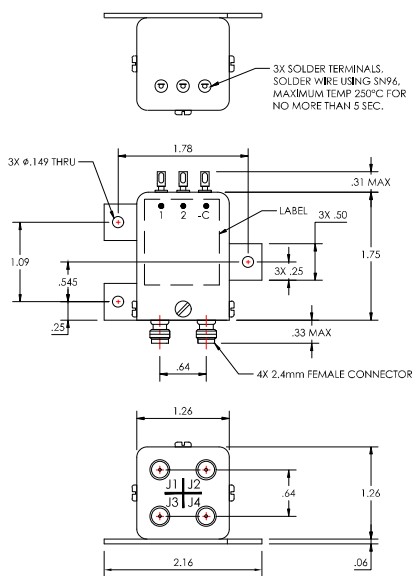 3X SOLDER TERMINALS.
SOLDER WIRE USING SN96,
MAXIMUM TEMP 250°C FOR
NO MORE THAN 5 SEC.
1.78
3X Ø.149 THRU
.31 MAX
1 2 -C
LABEL
3X .50
1.09
.545
3X .25
1.75
.25
.33 MAX
.64
4X 2.4mm FEMALE CONNECTOR
1.26
J1 J2
J3 J4
.64
1.26
2.16
.06